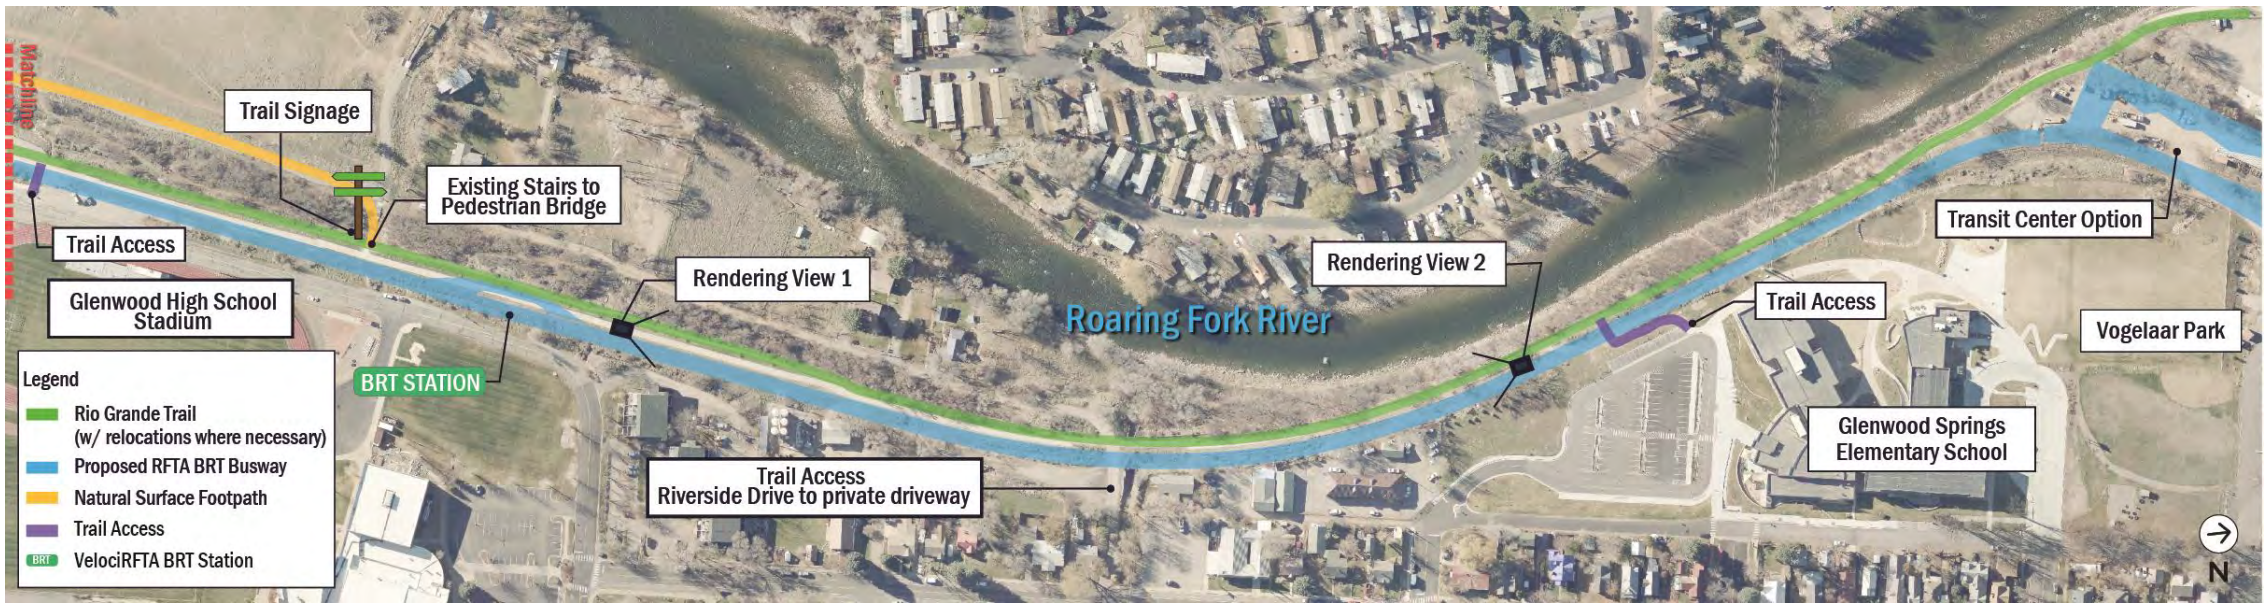 Matchline
Trail Signage
Existing Stairs to
Pedestrian Bridge
Trail Access
Glenwood High School
Stadium
BRT STATION
Rendering View 1
Roaring Fork River
Rendering View 2
Trail Access
Transit Center Option
Vogelaar Park
Glenwood Springs
Elementary School
Trail Access
Riverside Drive to private driveway
Legend
Rio Grande Trail
(w/ relocations where necessary)
Proposed RFTA BRT Busway
Natural Surface Footpath
Trail Access
BRT
VelociRFTA BRT Station
N